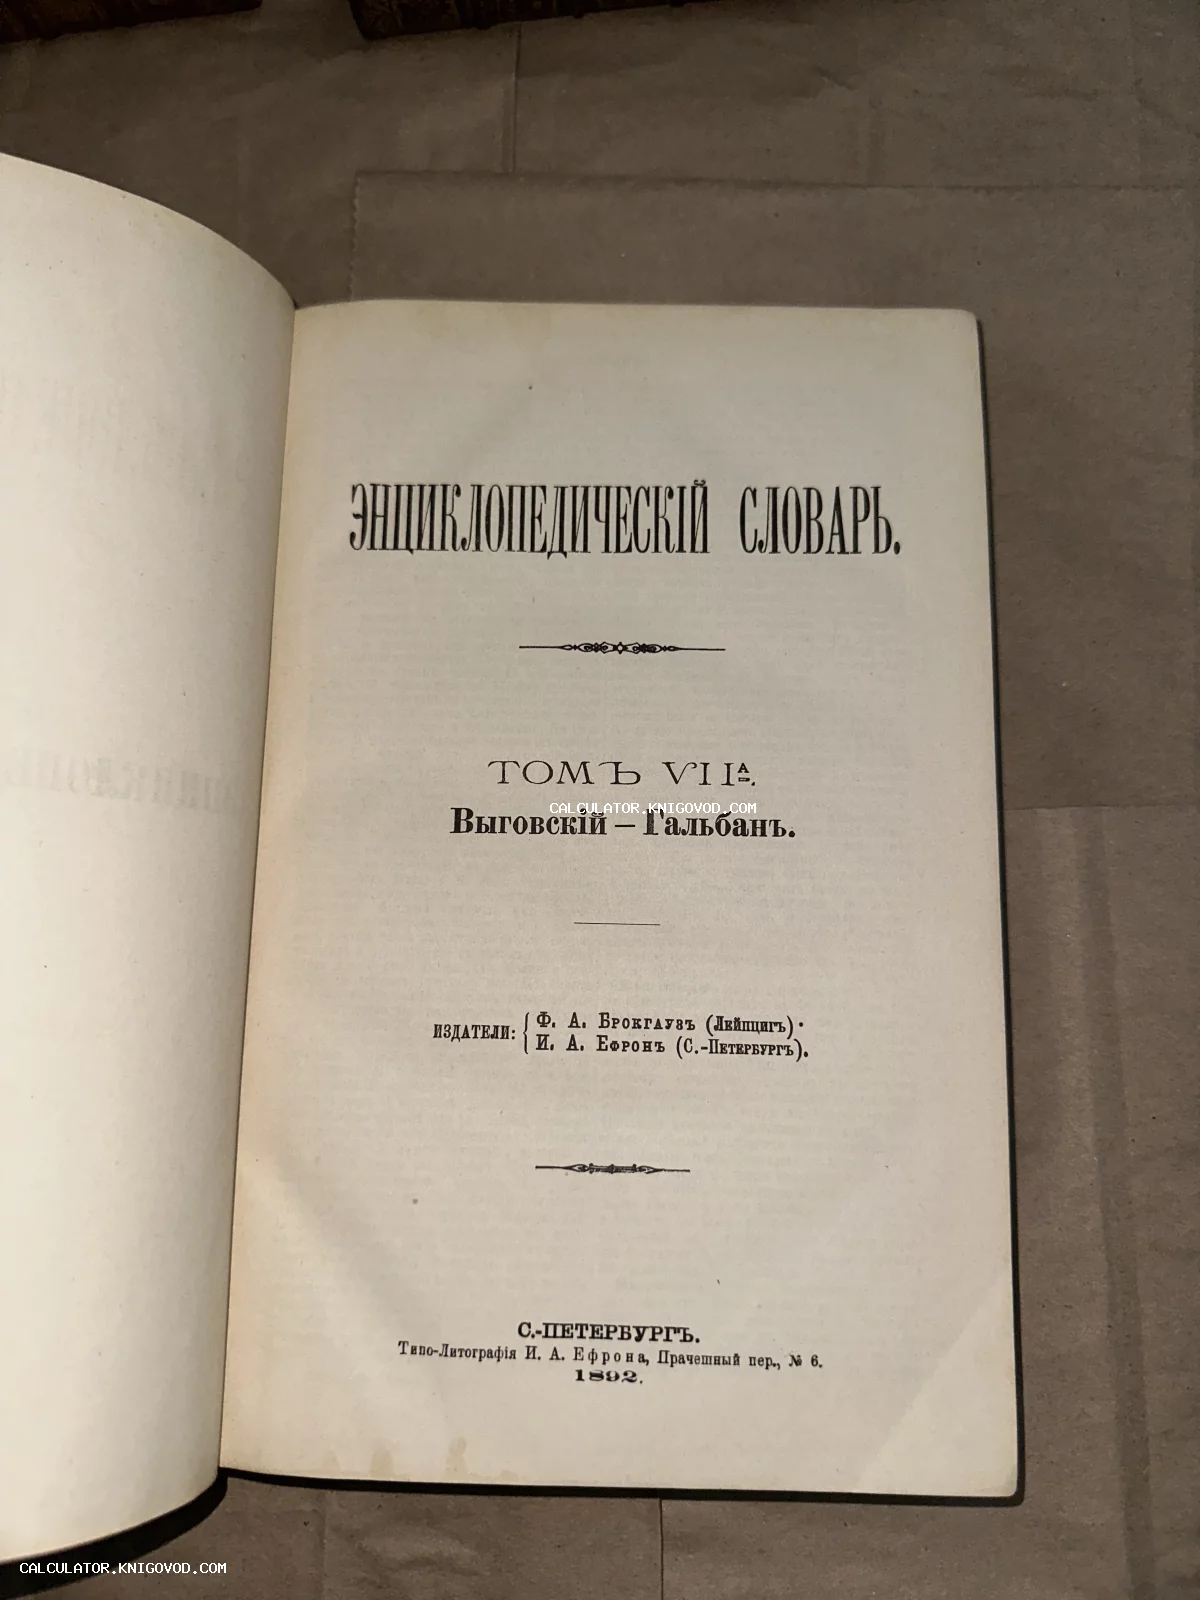 ЭНЦИКЛОПЕДИЧЕСКІЙ СЛОВАРЬ.
ТОМЪ VIIА.
CALCULATOR.KNIGOVOD.COM
Выговскій – Гальбанъ.
ИЗДАТЕЛИ: { Ф. А. Брокгаузъ (Лейпцигъ).
И. А. Ефронъ (С.-Петербургъ).
С.-ПЕТЕРБУРГЪ.
Типо-Литографія И. А. Ефрона, Прачешный пер., № 6.
1892.
CALCULATOR.KNIGOVOD.COM